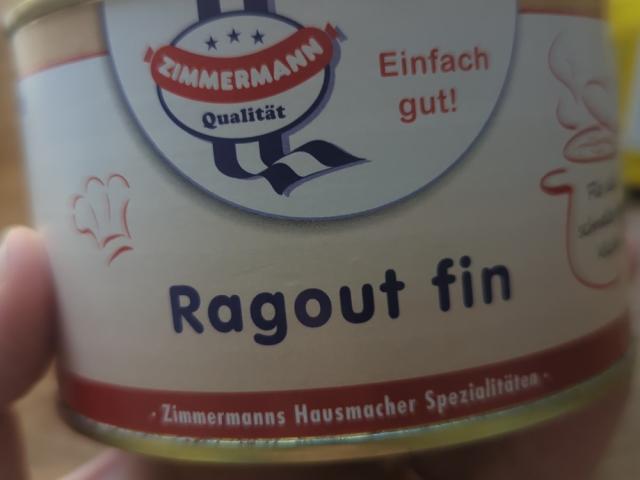 ZIMMERMANN
Qualität
Einfach
gut!
Ragout fin
· Zimmermanns Hausmacher Spezialitäten ·